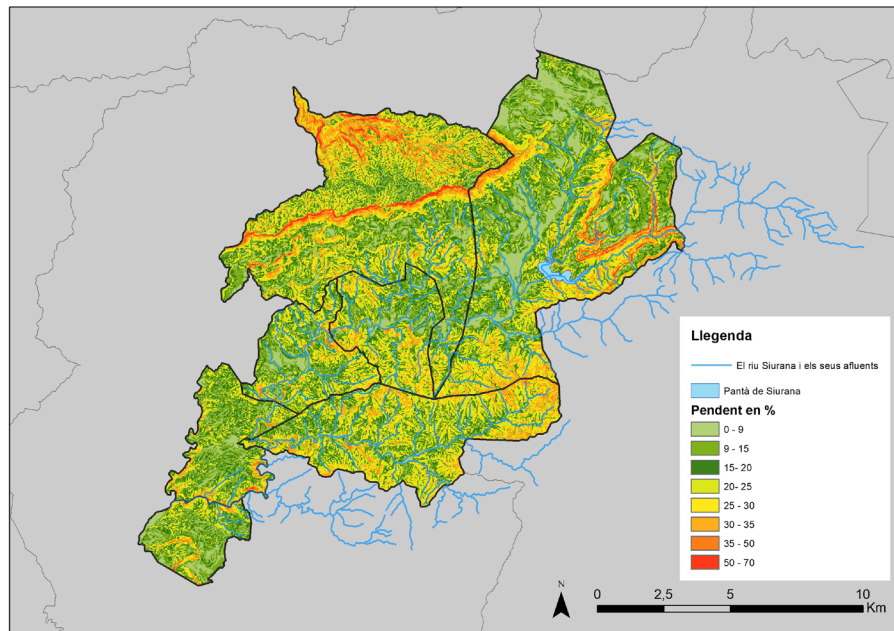 Llegenda
El riu Siurana i els seus afluents
Pantà de Siurana
Pendent en %
0 - 9
9 - 15
15- 20
20- 25
25 - 30
30 - 35
35 - 50
50 - 70
N
0 2,5 5 10
Km